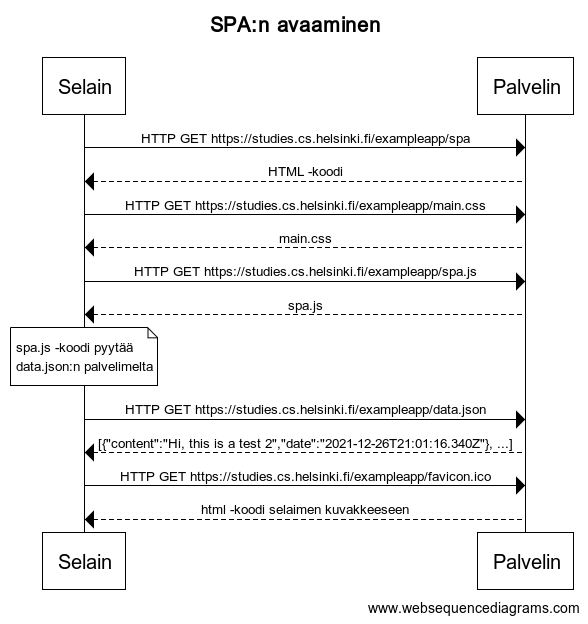 SPA:n avaaminen
Selain
Palvelin
HTTP GET https://studies.cs.helsinki.fi/exampleapp/spa
HTML -koodi
HTTP GET https://studies.cs.helsinki.fi/exampleapp/main.css
main.css
HTTP GET https://studies.cs.helsinki.fi/exampleapp/spa.js
spa.js
spa.js -koodi pyytää
data.json:n palvelimelta
HTTP GET https://studies.cs.helsinki.fi/exampleapp/data.json
[{"content":"Hi, this is a test 2","date":"2021-12-26T21:01:16.340Z"}, ...]
HTTP GET https://studies.cs.helsinki.fi/exampleapp/favicon.ico
html -koodi selaimen kuvakkeeseen
Selain
Palvelin
www.websequencediagrams.com